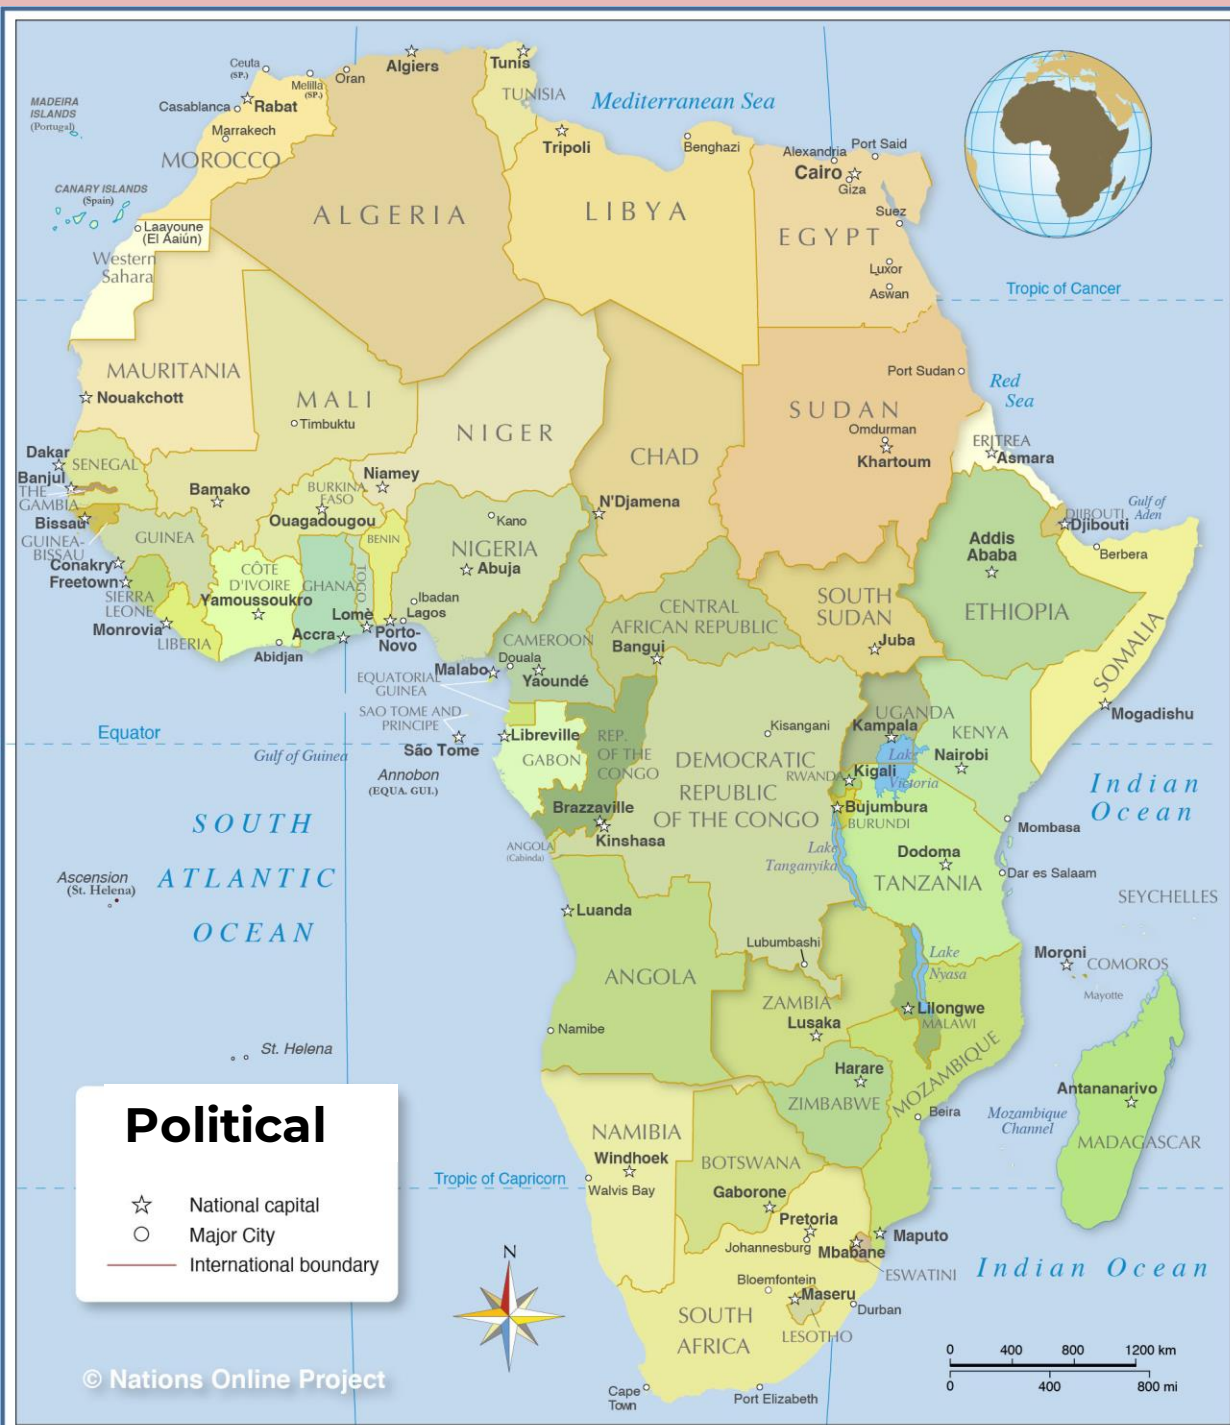 Ceuta
(SP.)
Melilla
(SP.)
Oran
Algiers
Tunis
TUNISIA
Mediterranean Sea
MADEIRA
ISLANDS
(Portugal)
Casablanca
Rabat
Marrakech
MOROCCO
Tripoli
Benghazi
Alexandria
Port Said
Cairo
Giza
Suez
CANARY ISLANDS
(Spain)
ALGERIA
LIBYA
EGYPT
Laayoune
(El Aaiún)
Western
Sahara
Luxor
Aswan
Tropic of Cancer
MAURITANIA
Nouakchott
MALI
Timbuktu
NIGER
CHAD
SUDAN
Port Sudan
Red
Sea
Omdurman
Khartoum
ERITREA
Asmara
Dakar
SENEGAL
Banjul
THE
GAMBIA
Bissau
GUINEA-
BISSAU
Bamako
BURKINA
FASO
Ouagadougou
Niamey
N'Djamena
Gulf of
Aden
DJIBOUTI
Djibouti
Berbera
GUINEA
Conakry
Freetown
SIERRA
LEONE
Monrovia
LIBERIA
CÔTE
D'IVOIRE
Yamoussoukro
Abidjan
GHANA
Accra
TOGO
Lomè
BENIN
Porto-
Novo
Kano
NIGERIA
Abuja
Ibadan
Lagos
Addis
Ababa
ETHIOPIA
SOMALIA
Mogadishu
CENTRAL
AFRICAN REPUBLIC
Bangui
SOUTH
SUDAN
Juba
CAMEROON
Douala
Yaoundé
Malabo
EQUATORIAL
GUINEA
SAO TOME AND
PRINCIPE
São Tome
Equator
Gulf of Guinea
Annobon
(EQUA. GUI.)
Libreville
GABON
REP.
OF THE
CONGO
Brazzaville
Kinshasa
ANGOLA
(Cabinda)
Kisangani
DEMOCRATIC
REPUBLIC
OF THE CONGO
UGANDA
Kampala
KENYA
Nairobi
Lake
Victoria
RWANDA
Kigali
Bujumbura
BURUNDI
Lake
Tanganyika
Mombasa
Dodoma
Dar es Salaam
TANZANIA
Indian
Ocean
SEYCHELLES
SOUTH
ATLANTIC
OCEAN
Ascension
(St. Helena)
Luanda
ANGOLA
Namibe
Lubumbashi
ZAMBIA
Lusaka
Lake
Nyasa
Lilongwe
MALAWI
Moroni
COMOROS
Mayotte
St. Helena
Harare
ZIMBABWE
MOZAMBIQUE
Beira
Mozambique
Channel
Antananarivo
MADAGASCAR
NAMIBIA
Windhoek
Walvis Bay
BOTSWANA
Gaborone
Tropic of Capricorn
Pretoria
Johannesburg
Mbabane
Maputo
ESWATINI
Indian Ocean
Bloemfontein
Maseru
Durban
LESOTHO
SOUTH
AFRICA
Cape
Town
Port Elizabeth
Political
National capital
Major City
International boundary
N
0 400 800 1200 km
0 400 800 mi
© Nations Online Project